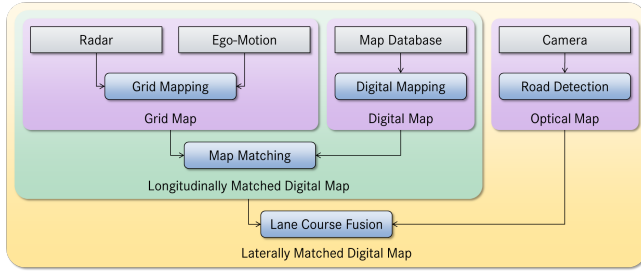 Radar
Ego-Motion
Map Database
Camera
Grid Mapping
Digital Mapping
Road Detection
Grid Map
Digital Map
Optical Map
Map Matching
Longitudinally Matched Digital Map
Lane Course Fusion
Laterally Matched Digital Map